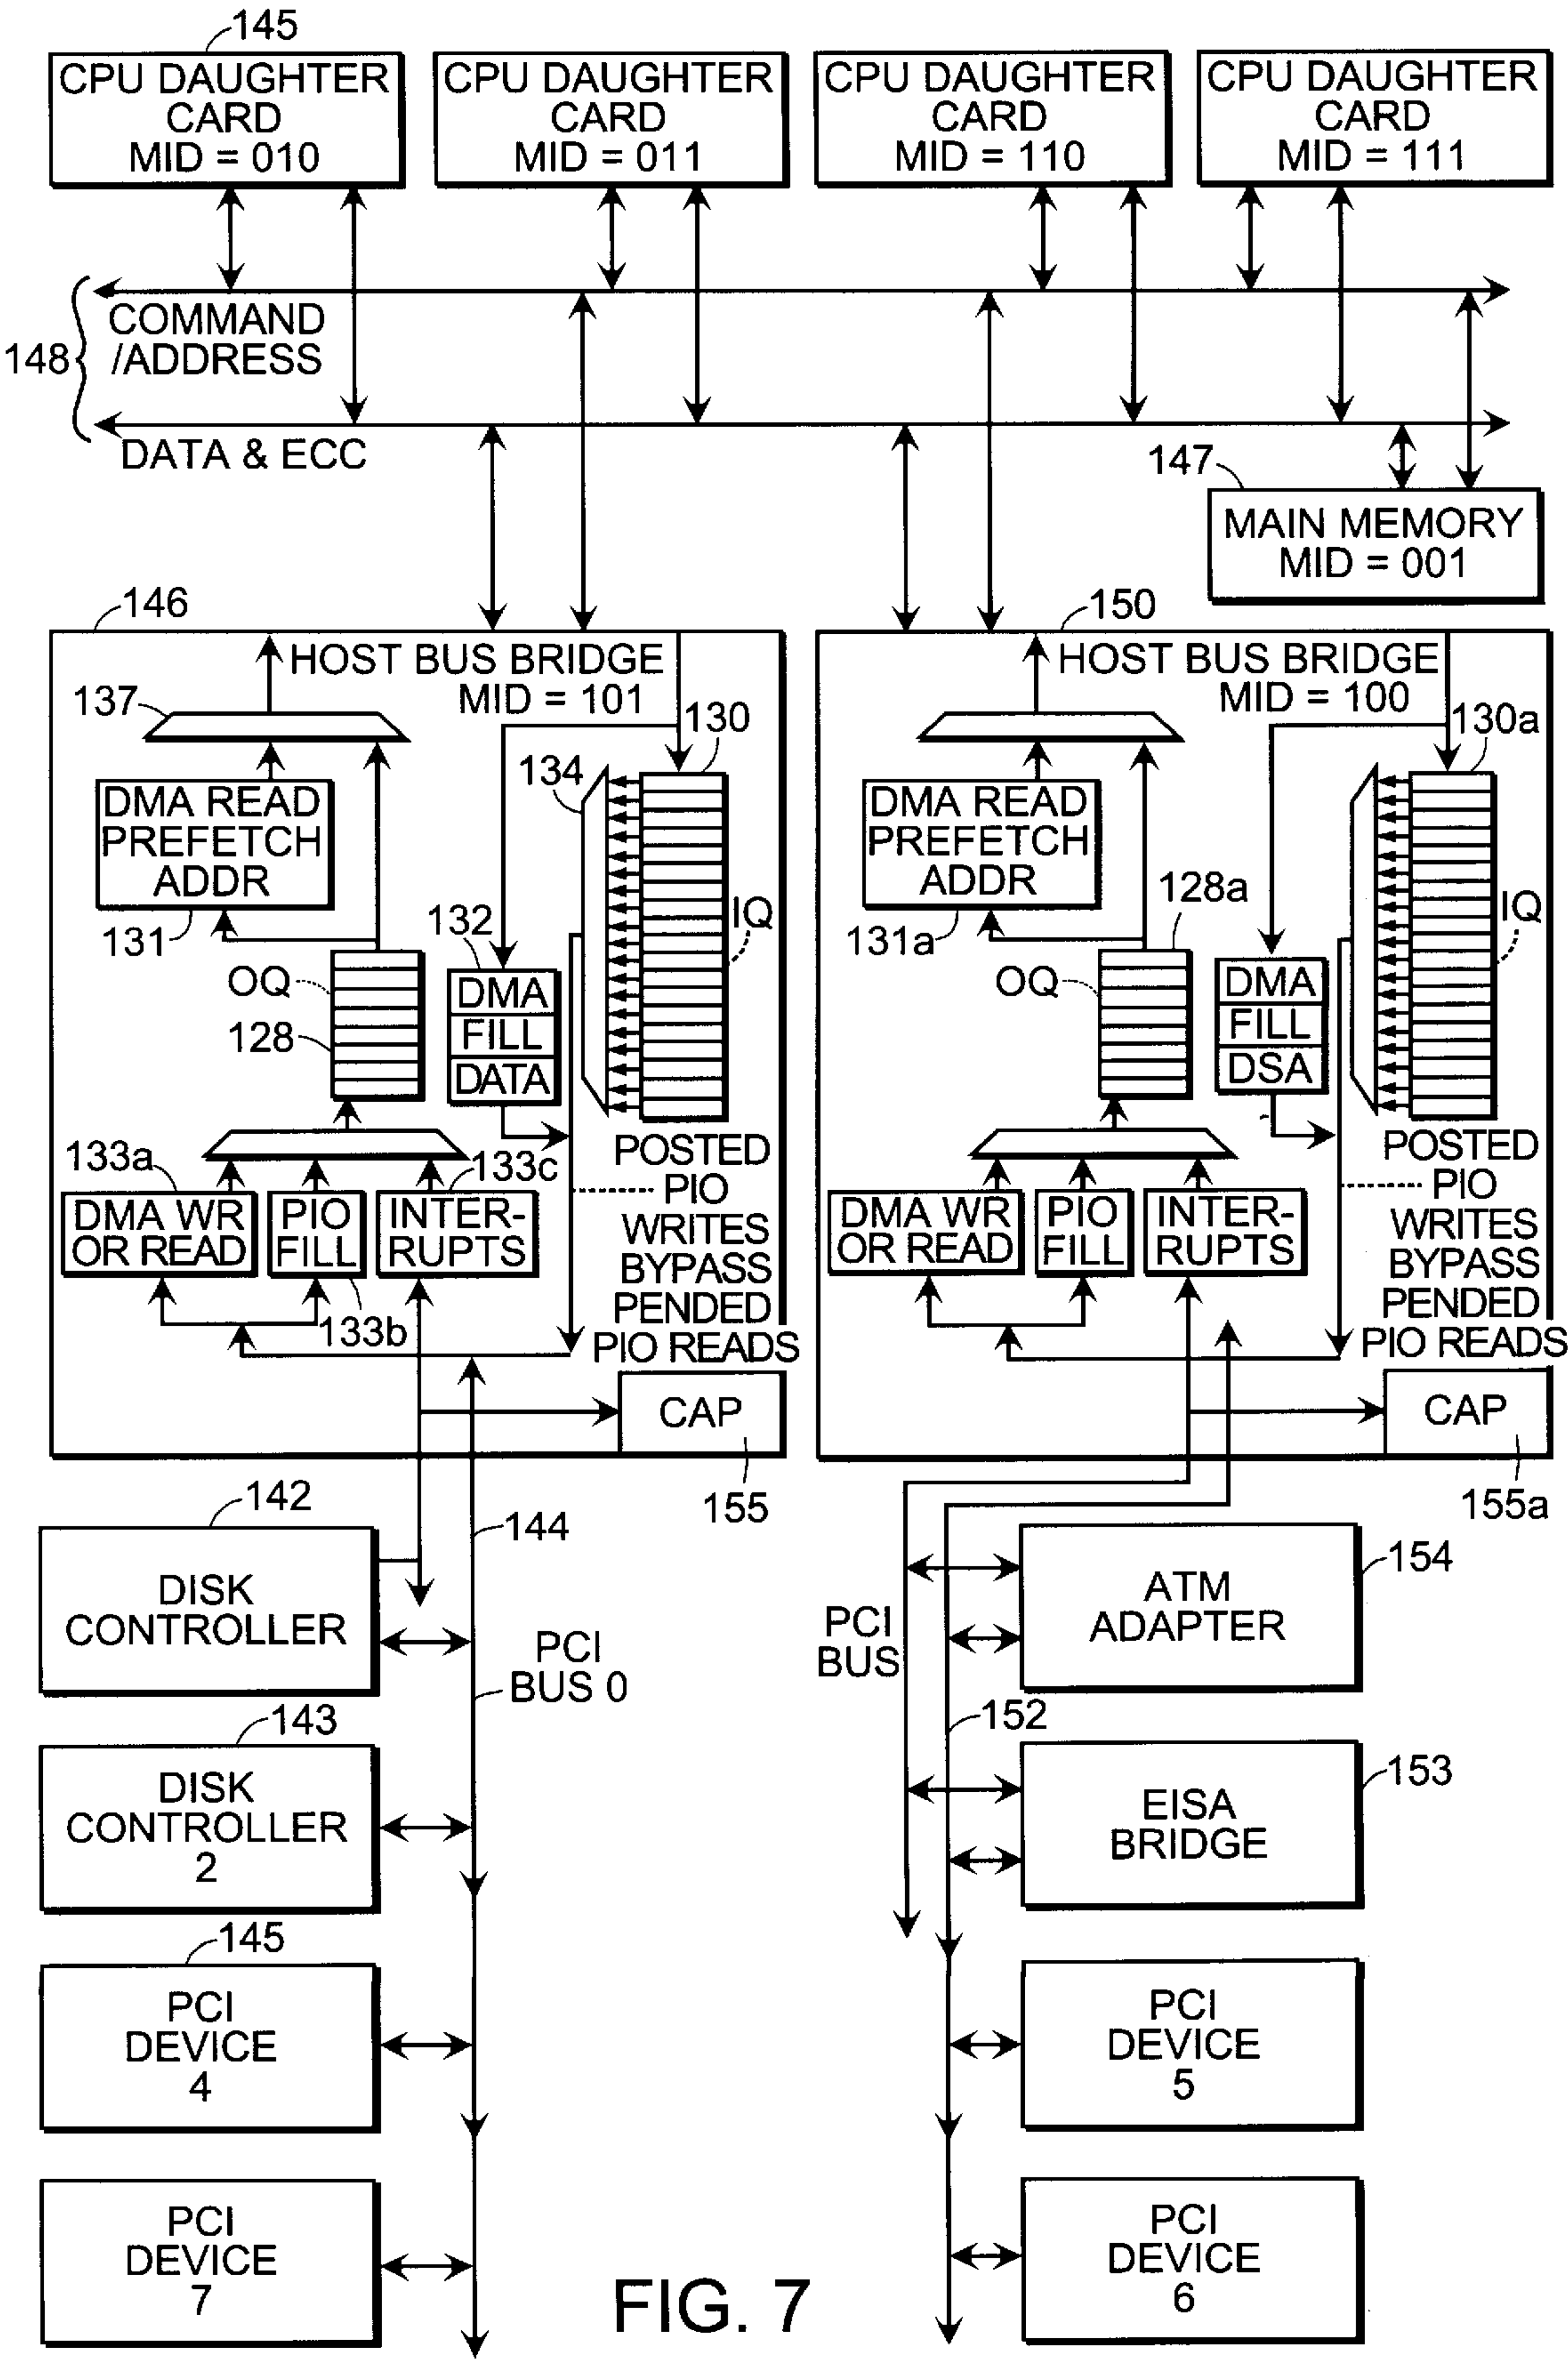 145
CPU DAUGHTER
CARD
MID = 010
CPU DAUGHTER
CARD
MID = 011
CPU DAUGHTER
CARD
MID = 110
CPU DAUGHTER
CARD
MID = 111
148
COMMAND
/ADDRESS
DATA & ECC
147
MAIN MEMORY
MID = 001
146
HOST BUS BRIDGE
MID = 101
137
130
134
DMA READ
PREFETCH
ADDR
131
132
IQ
OQ
128
DMA
FILL
DATA
133a
133c
DMA WR
OR READ
PIO
FILL
INTER-
RUPTS
133b
POSTED
PIO
WRITES
BYPASS
PENDED
PIO READS
CAP
155
150
HOST BUS BRIDGE
MID = 100
130a
DMA READ
PREFETCH
ADDR
131a
128a
IQ
OQ
DMA
FILL
DSA
DMA WR
OR READ
PIO
FILL
INTER-
RUPTS
POSTED
PIO
WRITES
BYPASS
PENDED
PIO READS
CAP
155a
142
DISK
CONTROLLER
144
PCI
BUS 0
143
DISK
CONTROLLER
2
145
PCI
DEVICE
4
PCI
DEVICE
7
PCI
BUS
154
ATM
ADAPTER
152
153
EISA
BRIDGE
PCI
DEVICE
5
PCI
DEVICE
6
FIG. 7